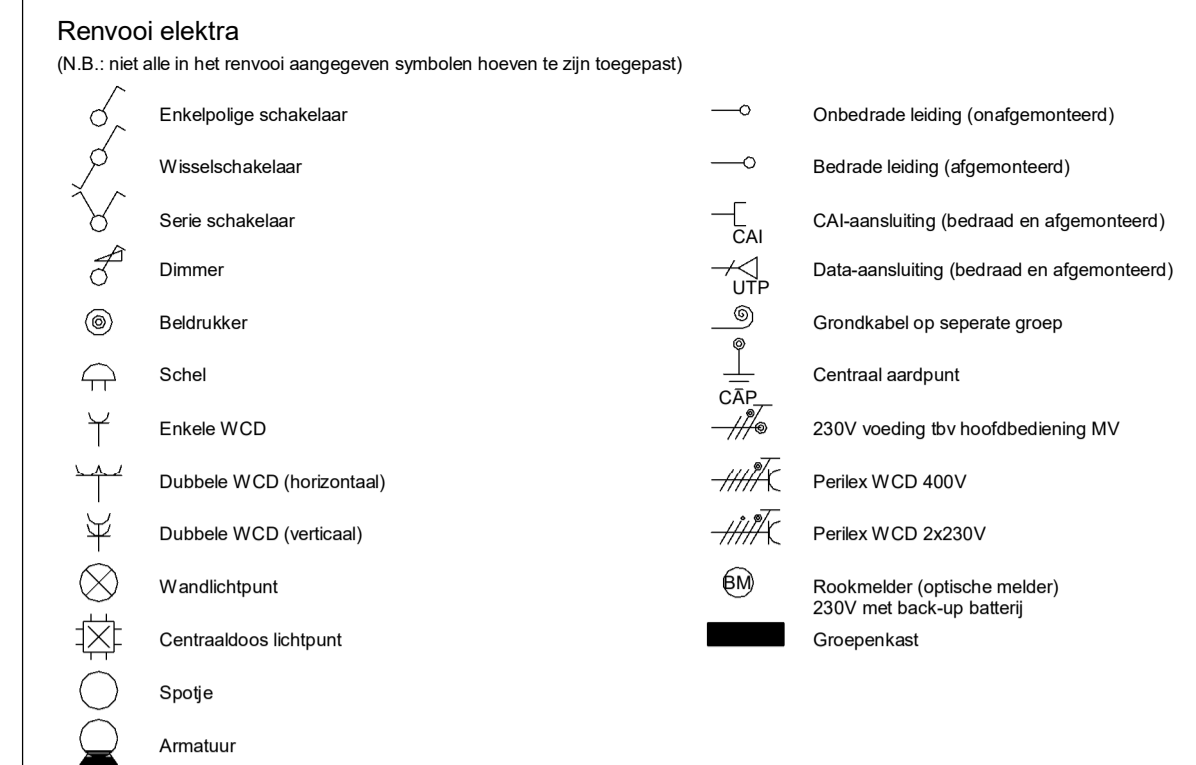 Renvooi elektra
(N.B.: niet alle in het renvooi aangegeven symbolen hoeven te zijn toegepast)
Enkelpolige schakelaar
Wisselschakelaar
Serie schakelaar
Dimmer
Beldrukker
Schel
Enkele WCD
Dubbele WCD (horizontaal)
Dubbele WCD (verticaal)
Wandlichtpunt
Centraaldoos lichtpunt
Spotje
Armatuur
Onbedrade leiding (onafgemonteerd)
Bedrade leiding (afgemonteerd)
CAI
CAI-aansluiting (bedraad en afgemonteerd)
UTP
Data-aansluiting (bedraad en afgemonteerd)
Grondkabel op seperate groep
CAP
Centraal aardpunt
230V voeding tbv hoofdbediening MV
Perilex WCD 400V
Perilex WCD 2x230V
BM
Rookmelder (optische melder)
230V met back-up batterij
Groepenkast